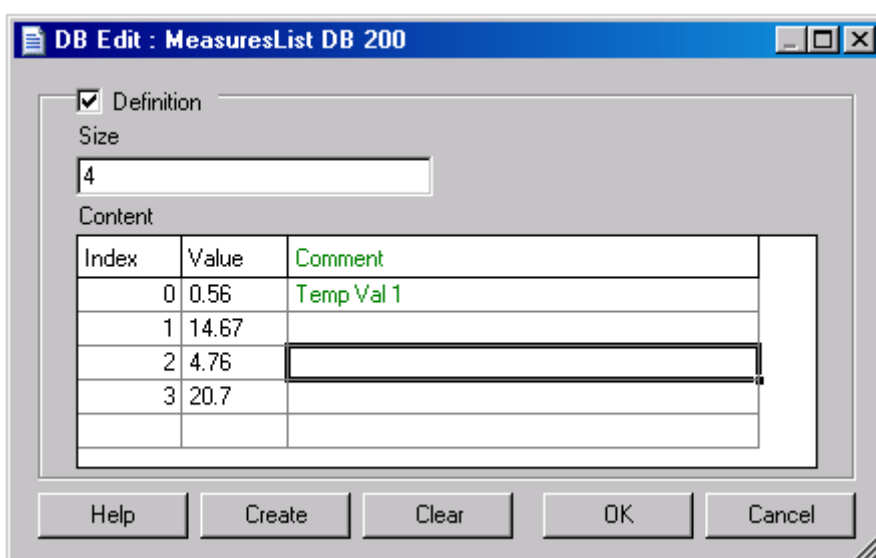 DB Edit : MeasuresList DB 200
Definition
Size
4
Content
Index Value Comment
0 0.56 Temp Val 1
1 14.67
2 4.76
3 20.7
Help Create Clear OK Cancel